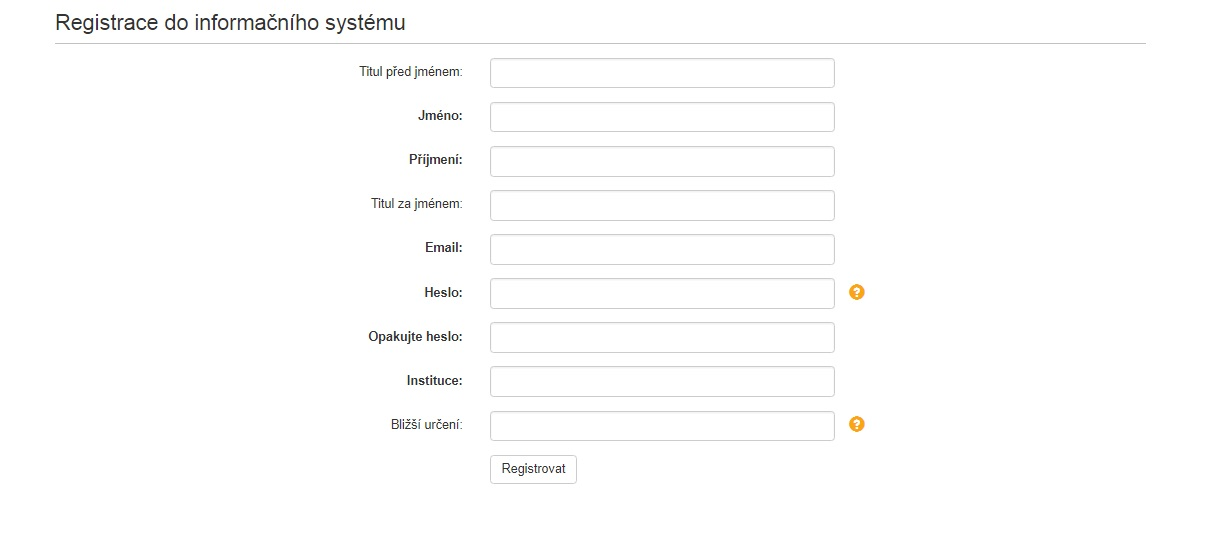 Registrace do informačního systému
Titul před jménem:
Jméno:
Příjmení:
Titul za jménem:
Email:
Heslo:
?
Opakujte heslo:
Instituce:
Bližší určení:
?
Registrovat